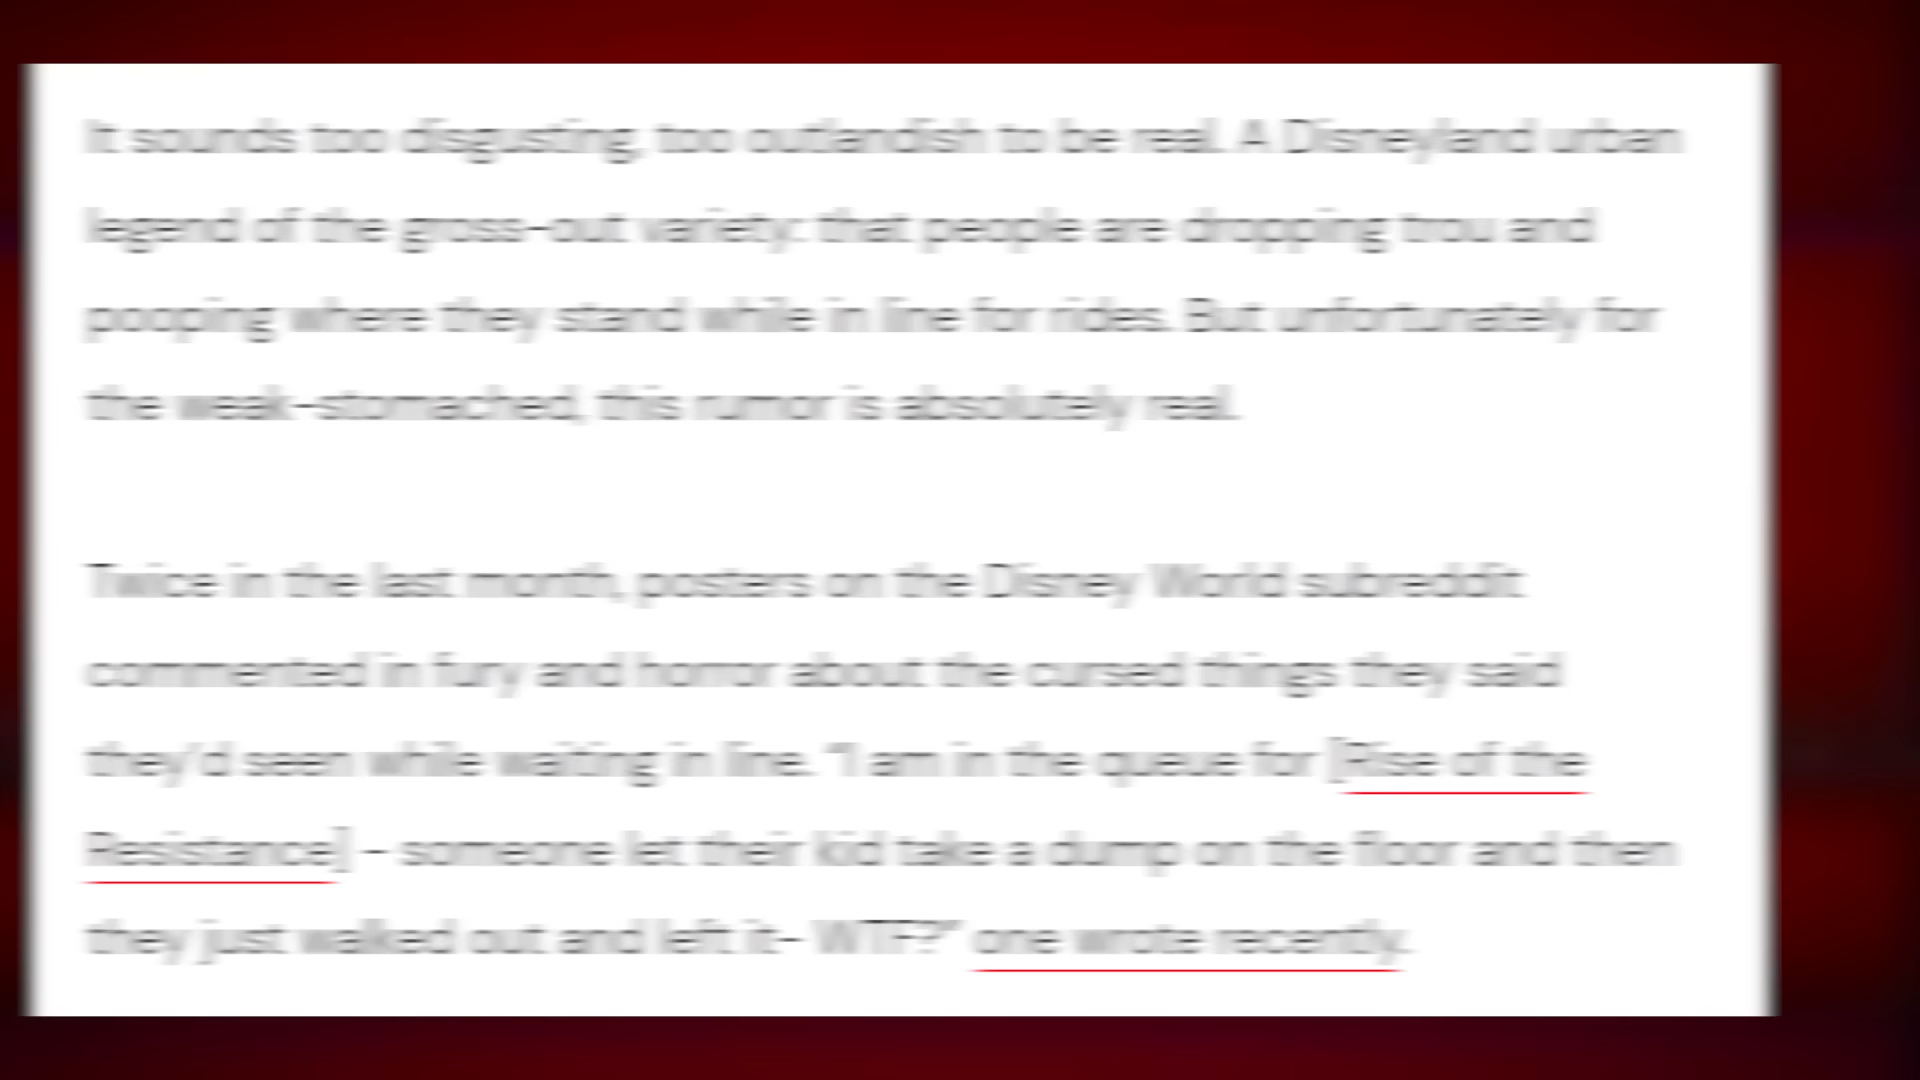 It sounds too disgusting, too outlandish to be real. A Disneyland urban
legend of the gross-out variety: that people are dropping trou and
pooping where they stand while in line for rides. But unfortunately for
the weak-stomached, this rumor is absolutely real.
Twice in the last month, posters on the Disney World subreddit
commented in fury and horror about the cursed things they said
they'd seen while waiting in line. "I am in the queue for [Rise of the
Resistance] - someone let their kid take a dump on the floor and then
they just walked out and left it- WTF?" one wrote recently.